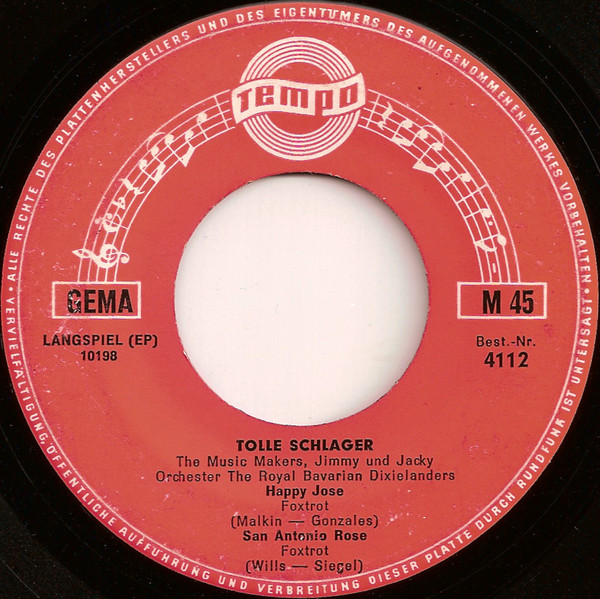 ALLE RECHTE DES PLATTENHERSTELLERS UND DES EIGENTÜMERS DES AUFGENOMMENEN WERKES VORBEHALTEN · VERVIELFÄLTIGUNG, ÖFFENTLICHE AUFFÜHRUNG UND VERBREITUNG DIESER PLATTE DURCH RUNDFUNK IST UNTERSAGT ·
TEMPO
GEMA
M 45
LANGSPIEL (EP)
10198
Best.-Nr.
4112
TOLLE SCHLAGER
The Music Makers, Jimmy und Jacky
Orchester The Royal Bavarian Dixielanders
Happy Jose
Foxtrot
(Malkin — Gonzales)
San Antonio Rose
Foxtrot
(Wills — Siegel)